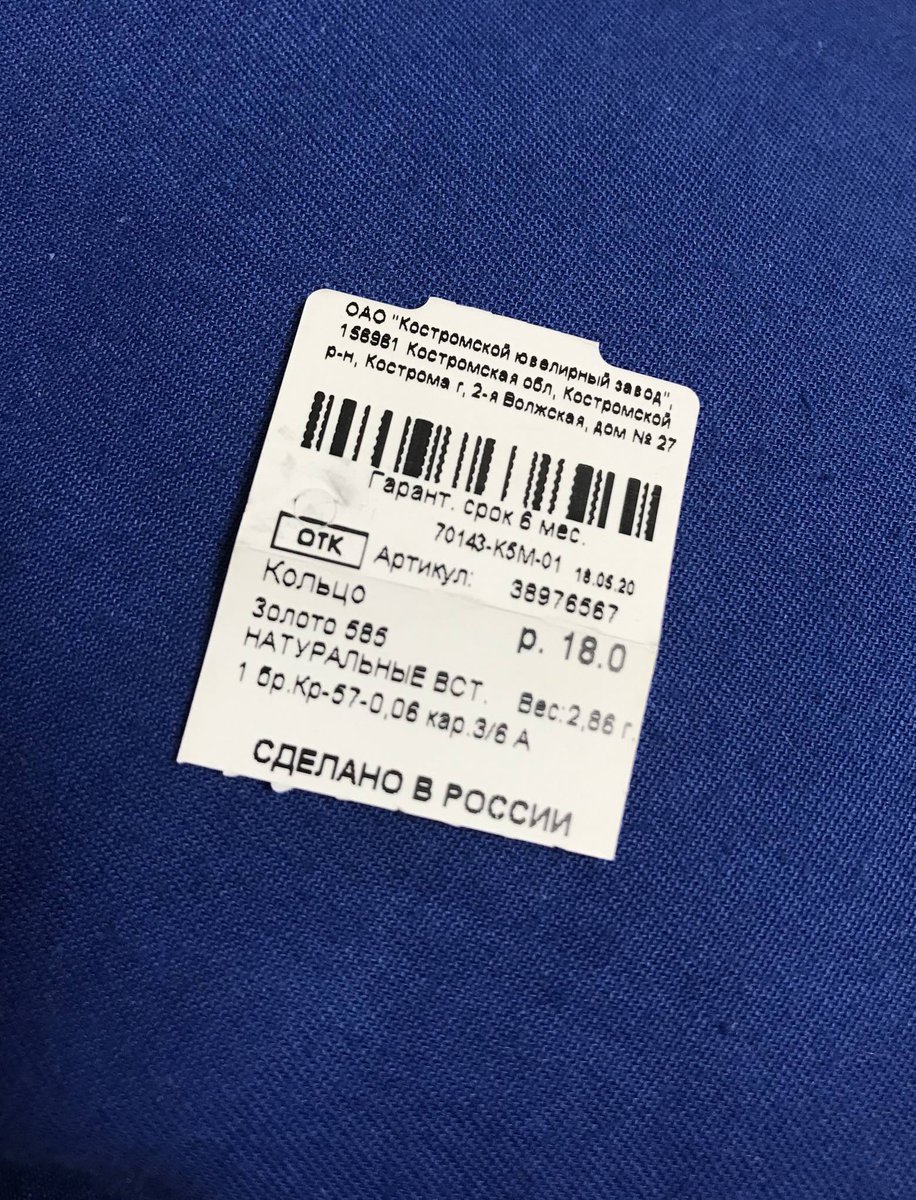 ОАО "Костромской ювелирный завод",
156961 Костромская обл, Костромской
р-н, Кострома г, 2-я Волжская, дом № 27
Гарант. срок 6 мес.
70143-К5М-01 18.05.20
ОТК Артикул: 38976567
Кольцо р. 18.0
Золото 585
НАТУРАЛЬНЫЕ ВСТ. Вес:2,86 г.
1 бр.Кр-57-0,06 кар.3/6 А
СДЕЛАНО В РОССИИ